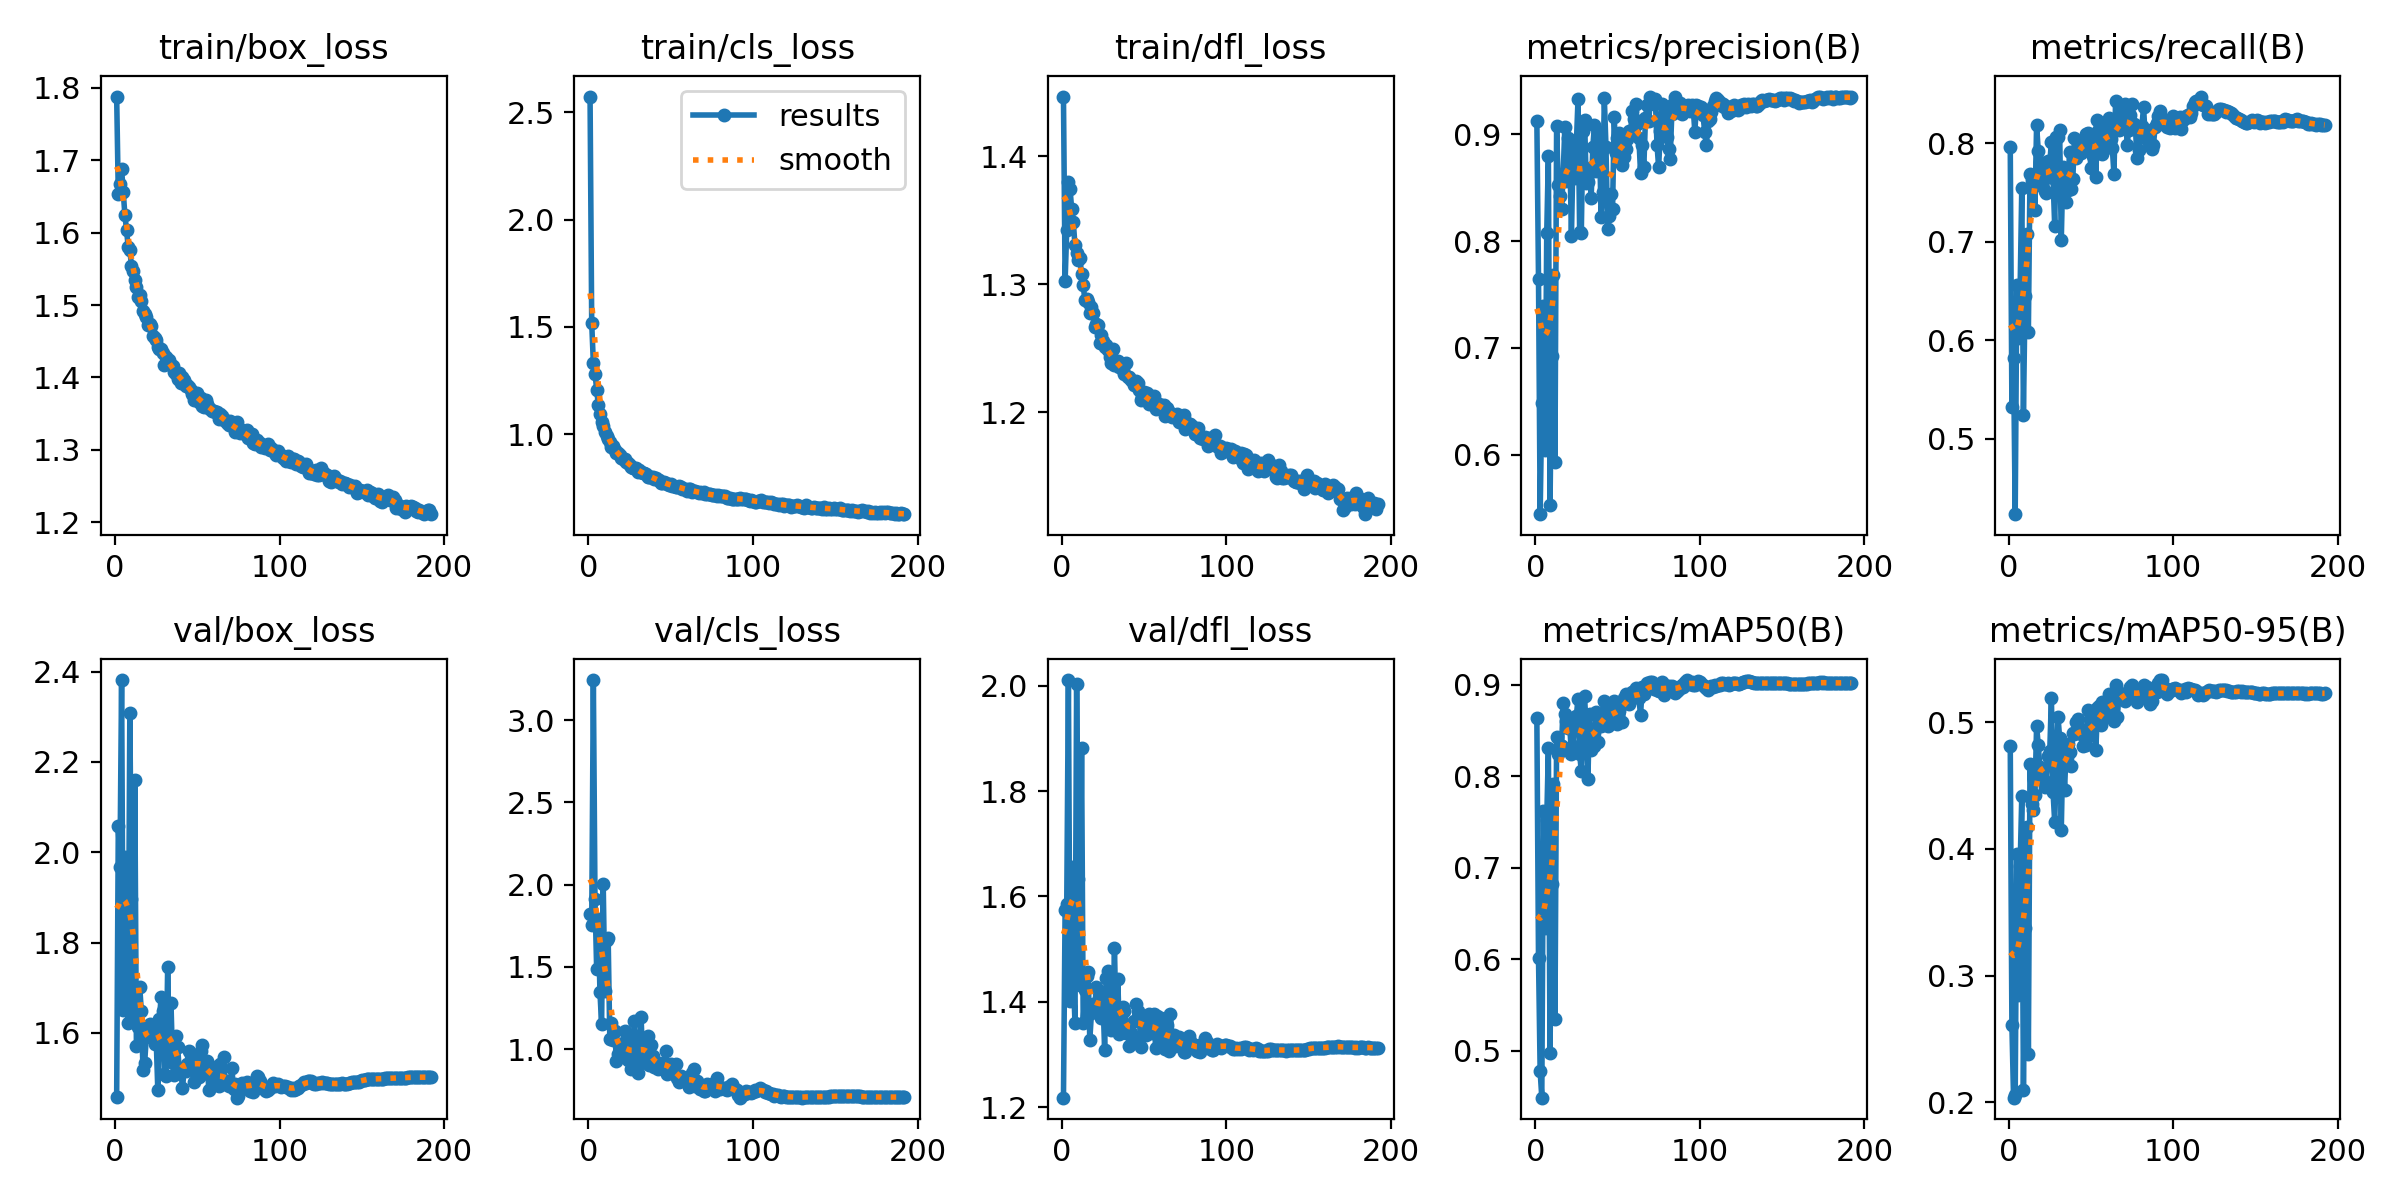 train/box_loss
1.8
1.7
1.6
1.5
1.4
1.3
1.2
0 100 200
train/cls_loss
results
smooth
2.5
2.0
1.5
1.0
0 100 200
train/dfl_loss
1.4
1.3
1.2
0 100 200
metrics/precision(B)
0.9
0.8
0.7
0.6
0 100 200
metrics/recall(B)
0.8
0.7
0.6
0.5
0 100 200
val/box_loss
2.4
2.2
2.0
1.8
1.6
0 100 200
val/cls_loss
3.0
2.5
2.0
1.5
1.0
0 100 200
val/dfl_loss
2.0
1.8
1.6
1.4
1.2
0 100 200
metrics/mAP50(B)
0.9
0.8
0.7
0.6
0.5
0 100 200
metrics/mAP50-95(B)
0.5
0.4
0.3
0.2
0 100 200